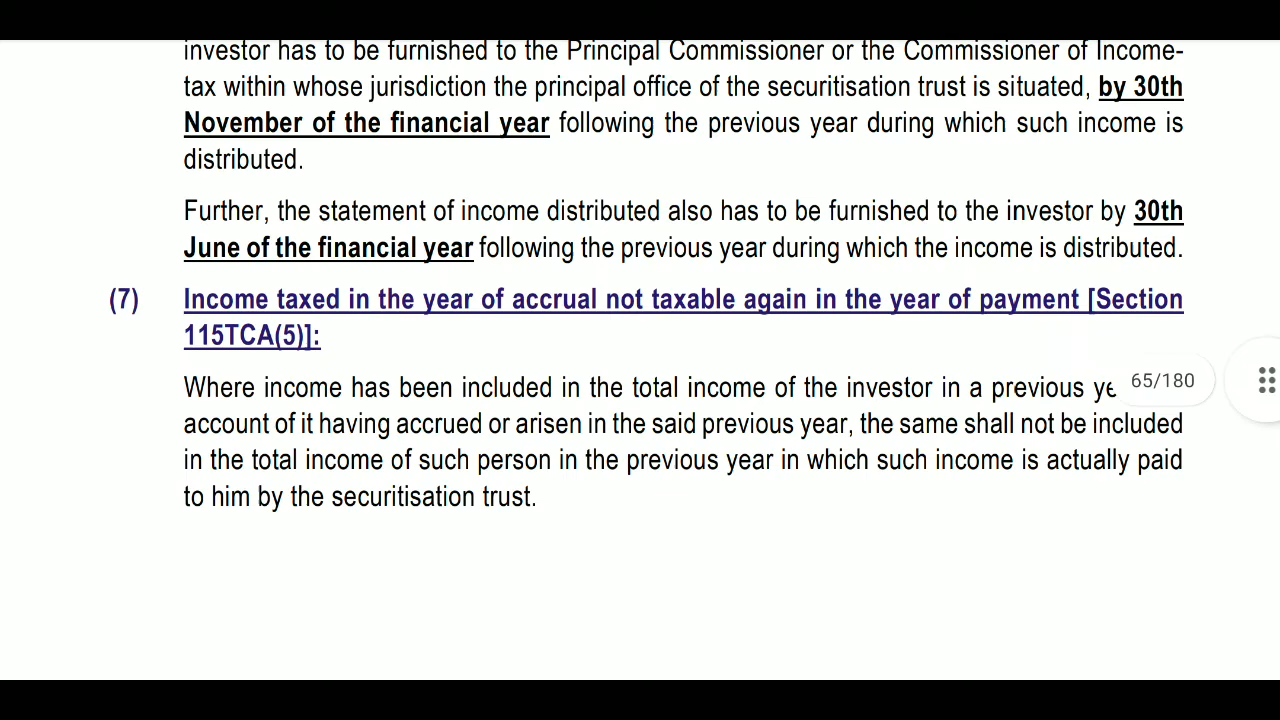 investor has to be furnished to the Principal Commissioner or the Commissioner of Income-
tax within whose jurisdiction the principal office of the securitisation trust is situated, by 30th
November of the financial year following the previous year during which such income is
distributed.
Further, the statement of income distributed also has to be furnished to the investor by 30th
June of the financial year following the previous year during which the income is distributed.
(7) Income taxed in the year of accrual not taxable again in the year of payment [Section
115TCA(5)]:
Where income has been included in the total income of the investor in a previous
65/180
account of it having accrued or arisen in the said previous year, the same shall not be included
in the total income of such person in the previous year in which such income is actually paid
to him by the securitisation trust.